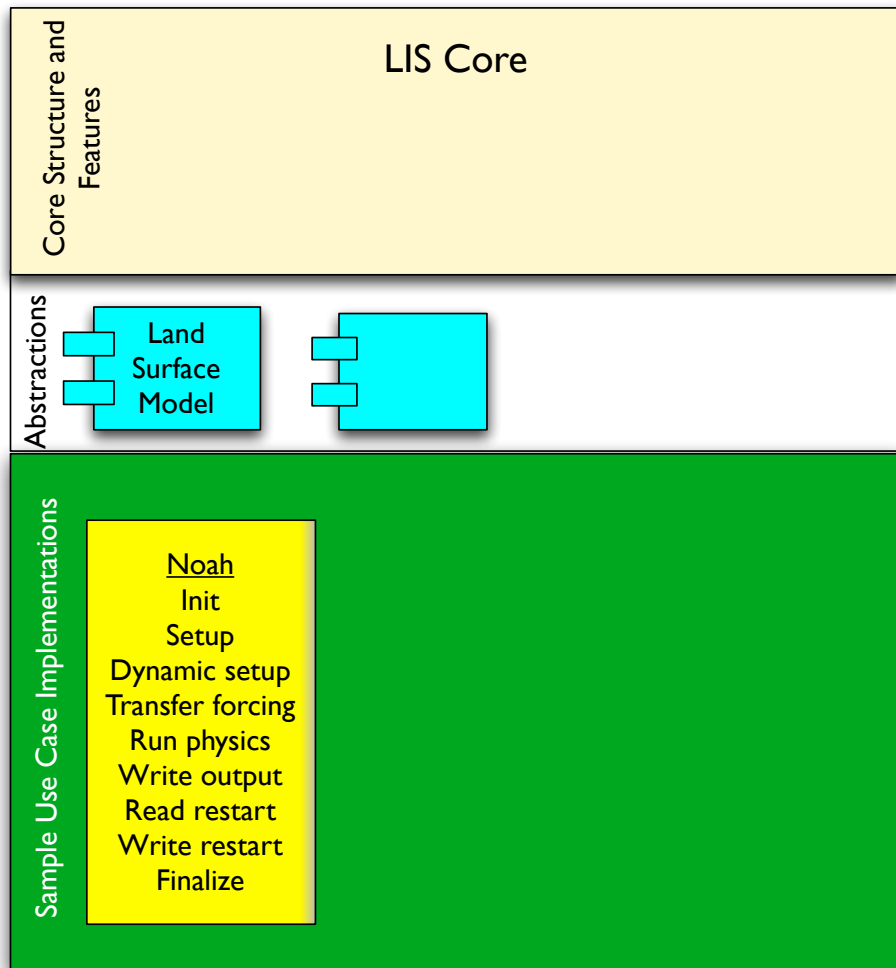 LIS Core
Core Structure and
Features
Abstractions
Land
Surface
Model
Sample Use Case Implementations
Noah
Init
Setup
Dynamic setup
Transfer forcing
Run physics
Write output
Read restart
Write restart
Finalize